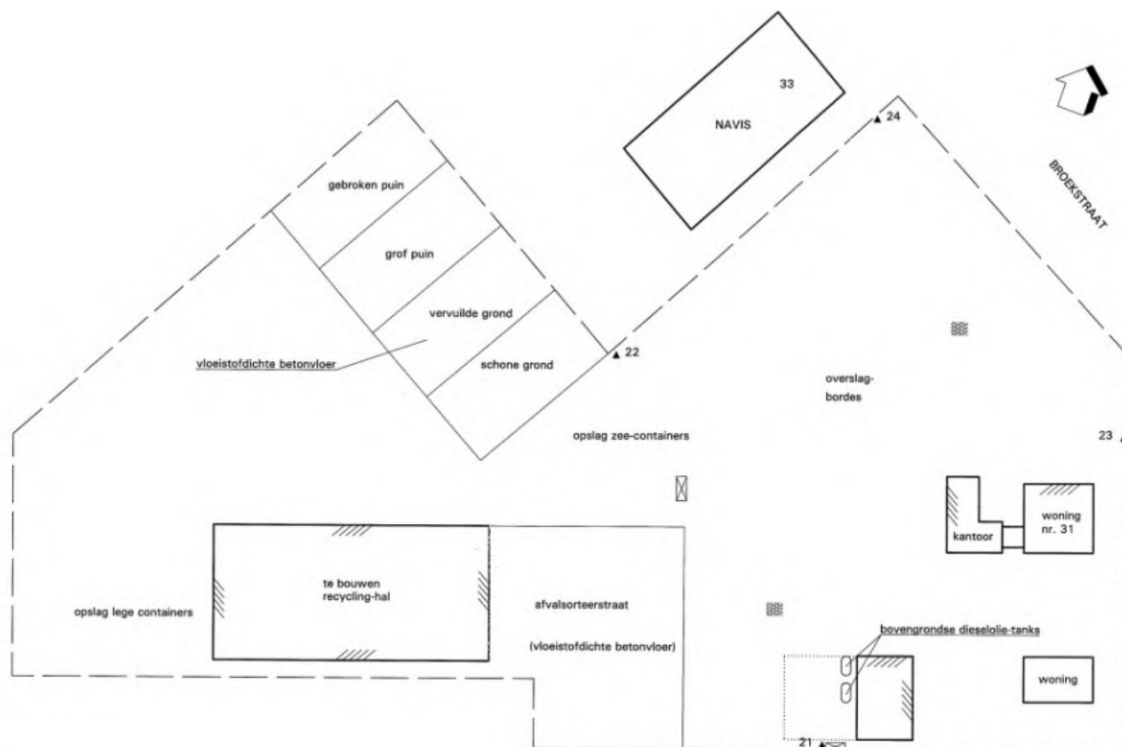 33
NAVIS
24
BROEKSTRAAT
gebroken puin
grof puin
vervuilde grond
vloeistofdichte betonvloer
schone grond
22
overslag-
bordes
opslag zee-containers
23
woning
nr. 31
kantoor
te bouwen
recycling-hal
opslag lege containers
afvalsorteerstraat
(vloeistofdichte betonvloer)
bovengrondse dieselolie-tanks
woning
21